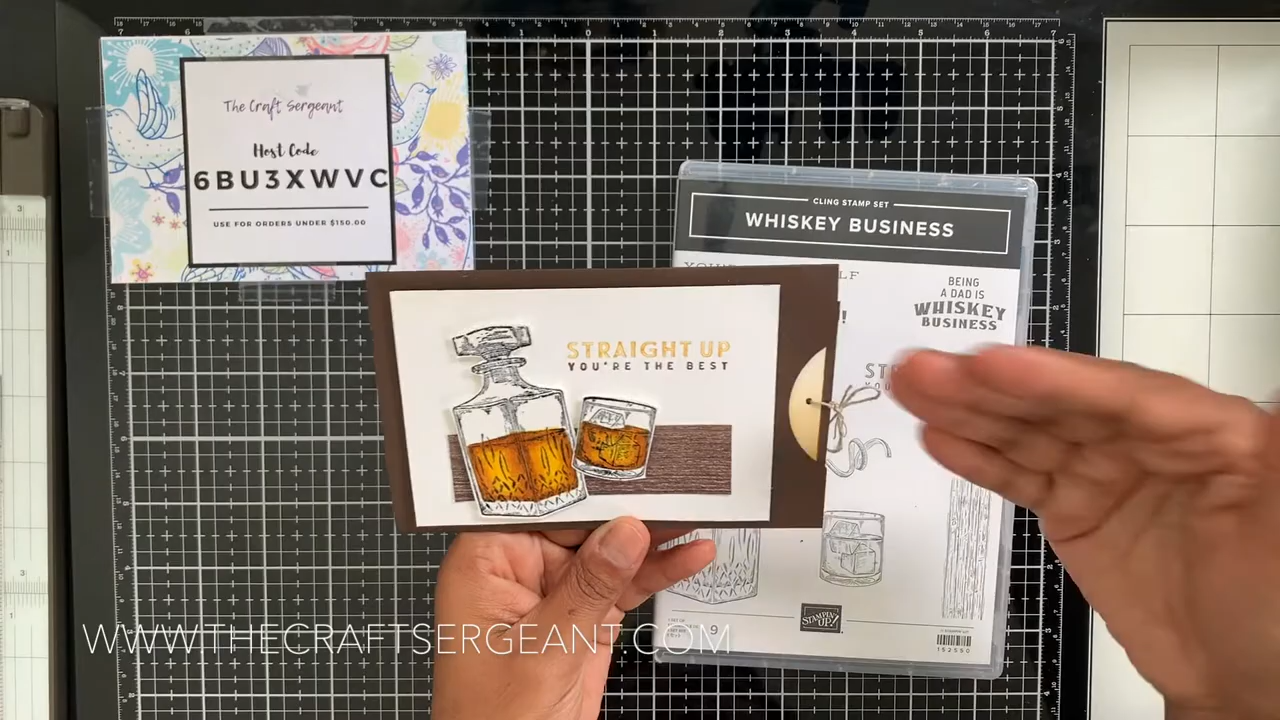 The Craft Sergeant
Host Code
6BU3XWVC
USE FOR ORDERS UNDER $150.00
CLING STAMP SET
WHISKEY BUSINESS
BEING
A DAD IS
WHISKEY
BUSINESS
STRAIGHT UP
YOU'RE THE BEST
STAMPIN' UP!
9
152550
WWW.THECRAFTSERGEANT.COM